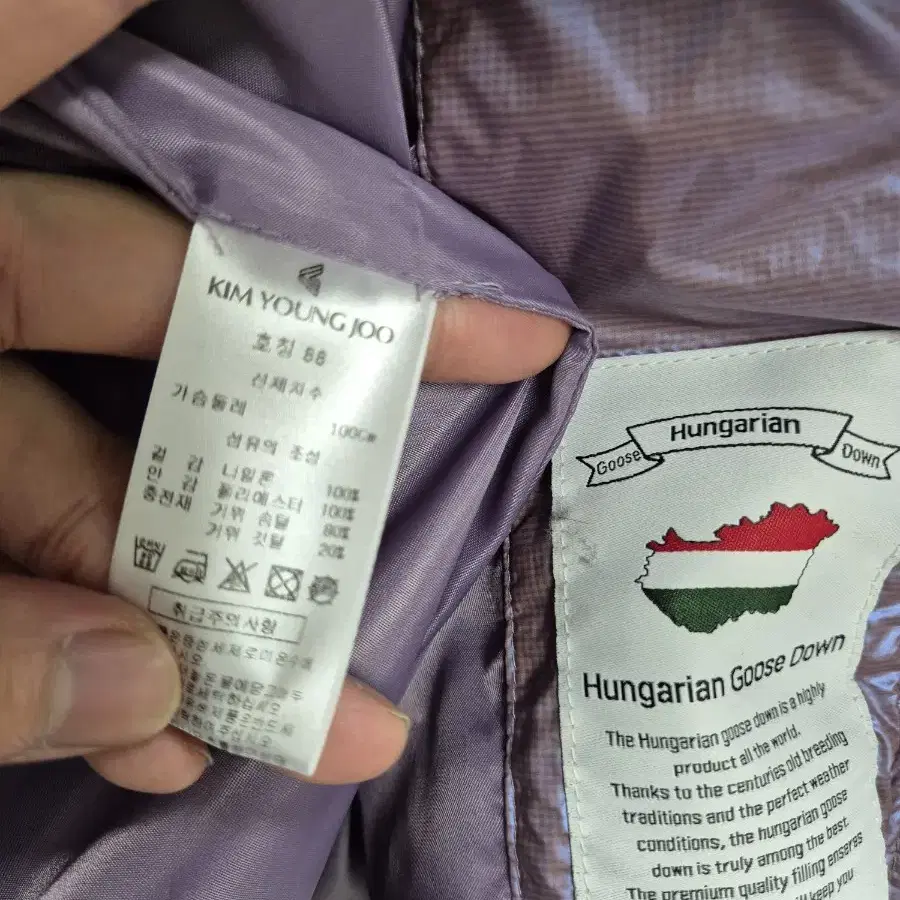 KIM YOUNG JOO
호칭 88
신체치수
가슴둘레 100Cm
섬유의 조성
겉감 나일론 100%
안감 폴리에스터 100%
충전재 거위 솜털 80%
거위 깃털 20%
취급주의사항
Hungarian
Goose Down
Hungarian Goose Down
The Hungarian goose down is a highly
product all the world.
Thanks to the centuries old breeding
traditions and the perfect weather
conditions, the hungarian goose
down is truly among the best.
The premium quality filling enseres
keep you